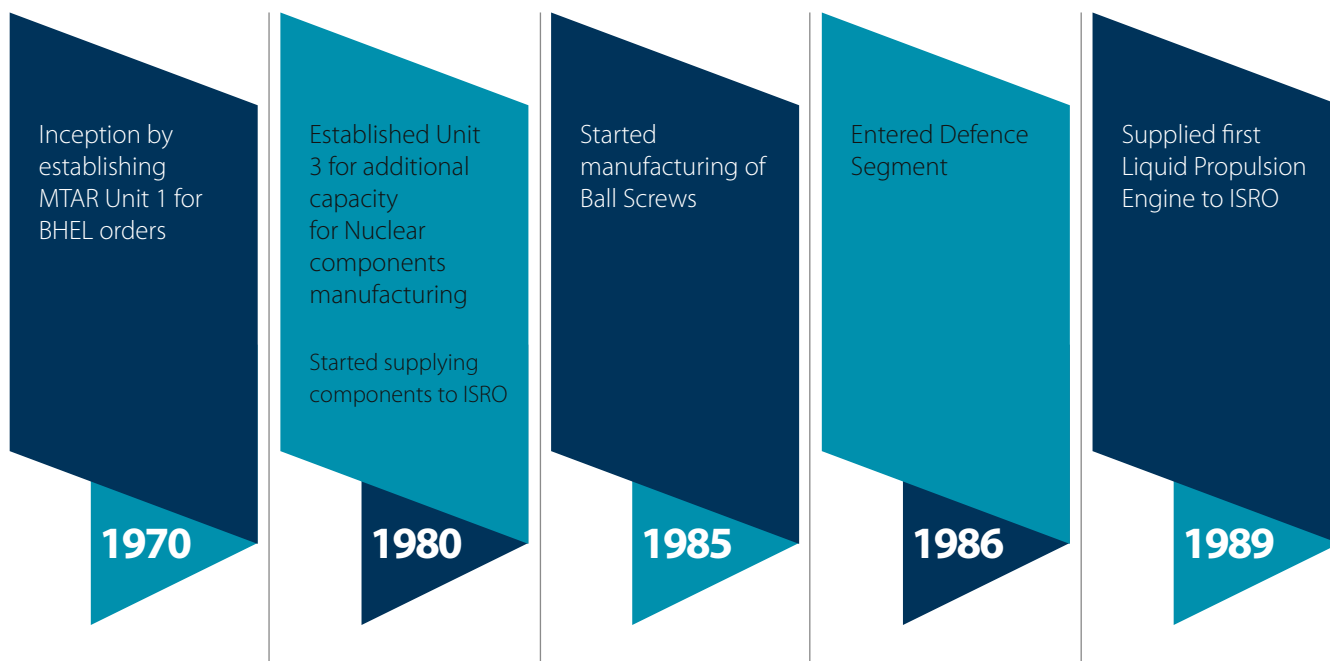 Inception by
establishing
MTAR Unit 1 for
BHEL orders
1970
Established Unit
3 for additional
capacity
for Nuclear
components
manufacturing
Started supplying
components to ISRO
1980
Started
manufacturing of
Ball Screws
1985
Entered Defence
Segment
1986
Supplied first
Liquid Propulsion
Engine to ISRO
1989